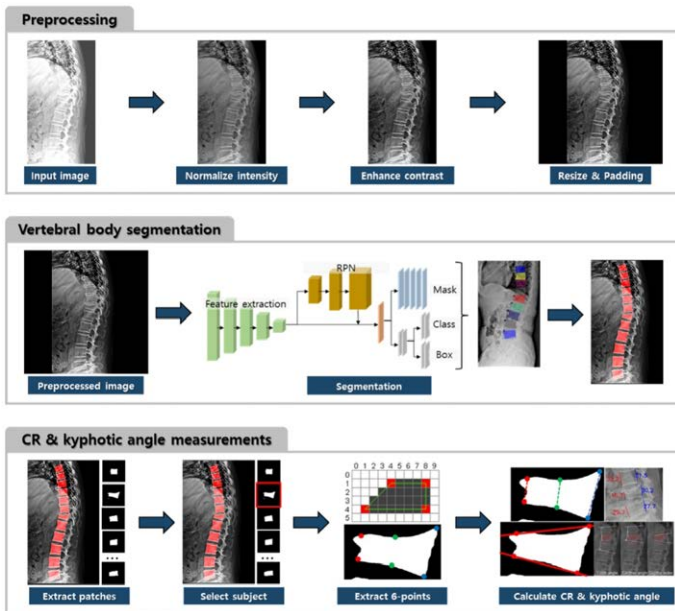 Preprocessing
Input image
Normalize intensity
Enhance contrast
Resize & Padding
Vertebral body segmentation
RPN
Feature extraction
Mask
Class
Box
Preprocessed image
Segmentation
CR & kyphotic angle measurements
0 1 2 3 4 5 6 7 8 9
0
1
2
3
4
5
Extract patches
Select subject
Extract 6-points
Calculate CR & kyphotic angle